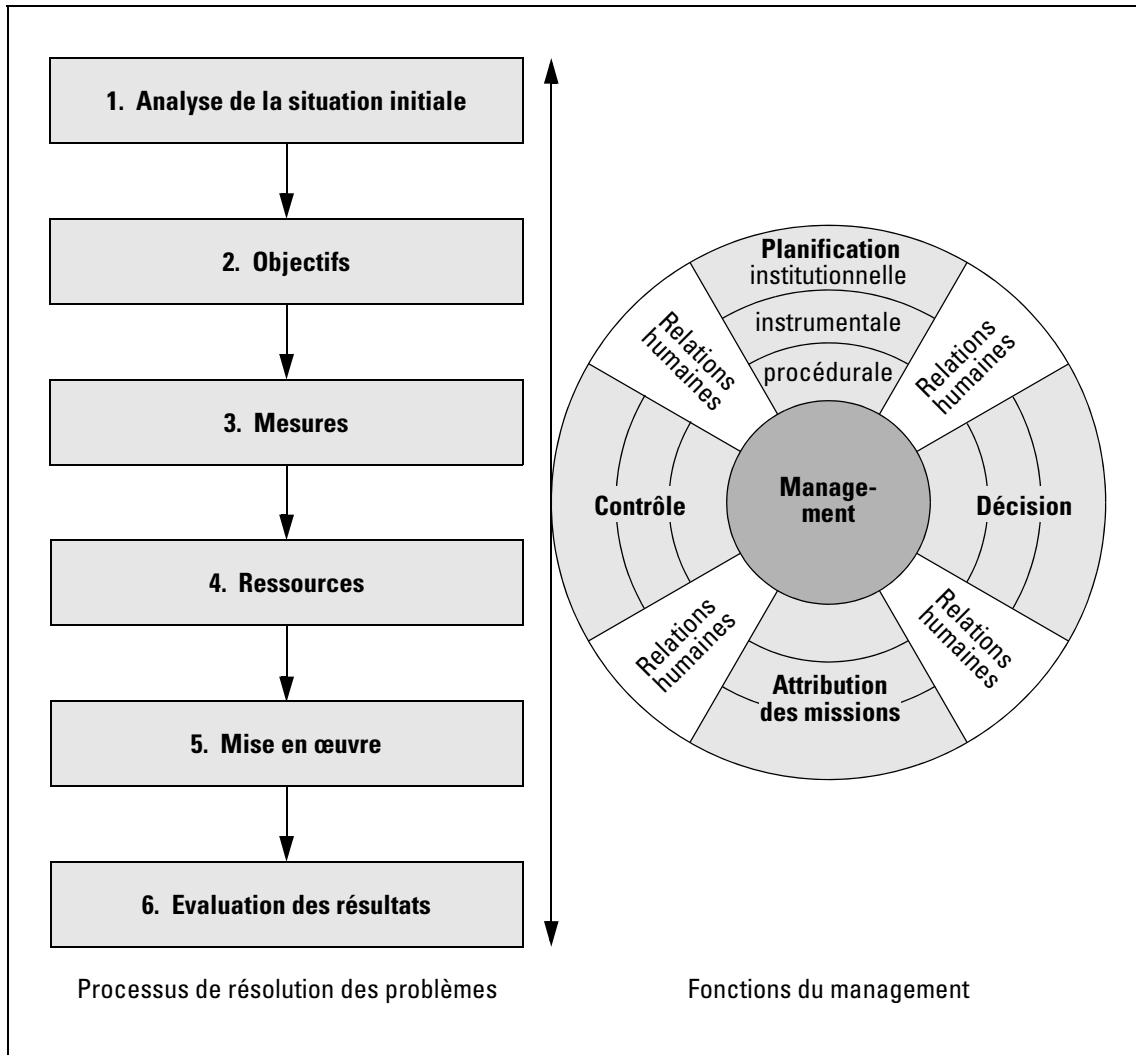 1. Analyse de la situation initiale
2. Objectifs
3. Mesures
4. Ressources
5. Mise en œuvre
6. Evaluation des résultats
Processus de résolution des problèmes
Planification
institutionnelle
instrumentale
procédurale
Relations
humaines
Relations
humaines
Contrôle
Manage-
ment
Décision
Relations
humaines
Relations
humaines
Attribution
des missions
Fonctions du management